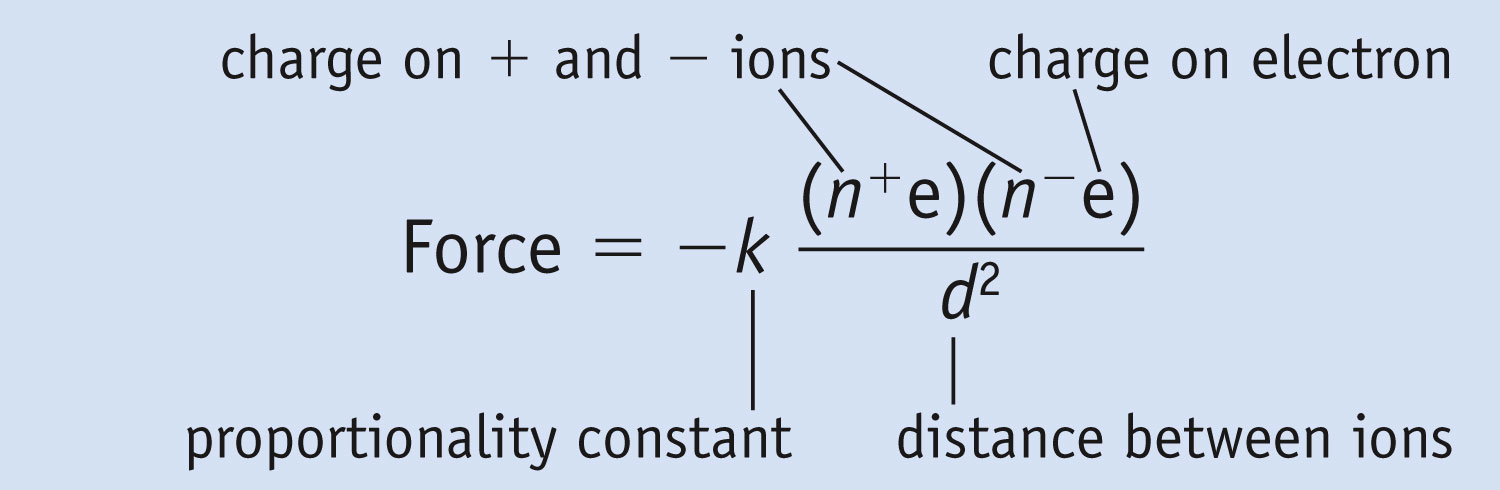 charge on + and − ions charge on electron
Force = −k (n⁺e)(n⁻e)
d²
proportionality constant distance between ions